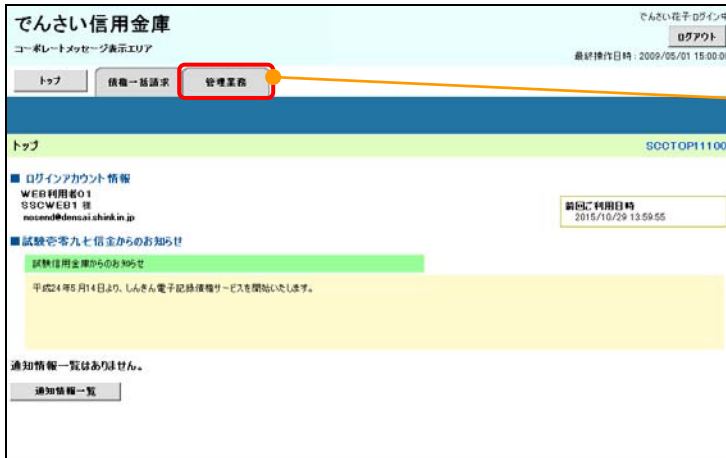 でんさい信用金庫
でんさい花子ログイン中
コーポレートメッセージ表示エリア
ログアウト
最終操作日時：2009/05/01 15:00:00
トップ
債権一括請求
管理業務
トップ
SCCTOP11100
■ ログインアカウント情報
WEB利用者01
SSCWEB1 様
nosend@densai.shinkin.jp
前回ご利用日時
2015/10/29 13:59:55
■試験壱零九七信金からのお知らせ
試験信用金庫からのお知らせ
平成24年5月14日より、しんきん電子記録債権サービスを開始いたします。
通知情報一覧はありません。
通知情報一覧